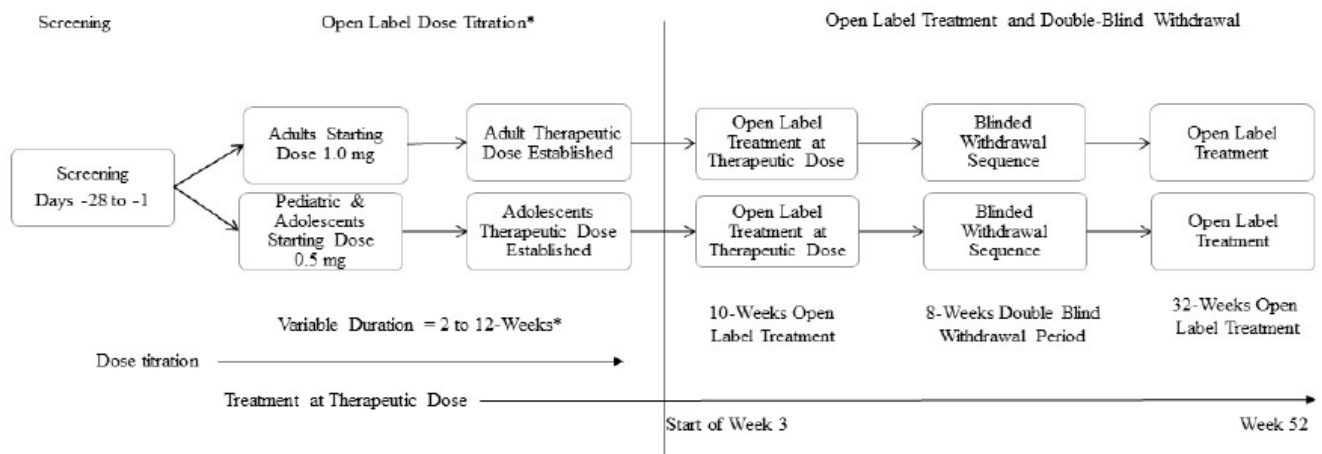 Screening
Open Label Dose Titration*
Open Label Treatment and Double-Blind Withdrawal
Screening
Days -28 to -1
Adults Starting
Dose 1.0 mg
Adult Therapeutic
Dose Established
Open Label
Treatment at
Therapeutic Dose
Blinded
Withdrawal
Sequence
Open Label
Treatment
Pediatric &
Adolescents
Starting Dose
0.5 mg
Adolescents
Therapeutic Dose
Established
Open Label
Treatment at
Therapeutic Dose
Blinded
Withdrawal
Sequence
Open Label
Treatment
Variable Duration = 2 to 12-Weeks*
10-Weeks Open
Label Treatment
8-Weeks Double Blind
Withdrawal Period
32-Weeks Open
Label Treatment
Dose titration
Treatment at Therapeutic Dose
Start of Week 3
Week 52